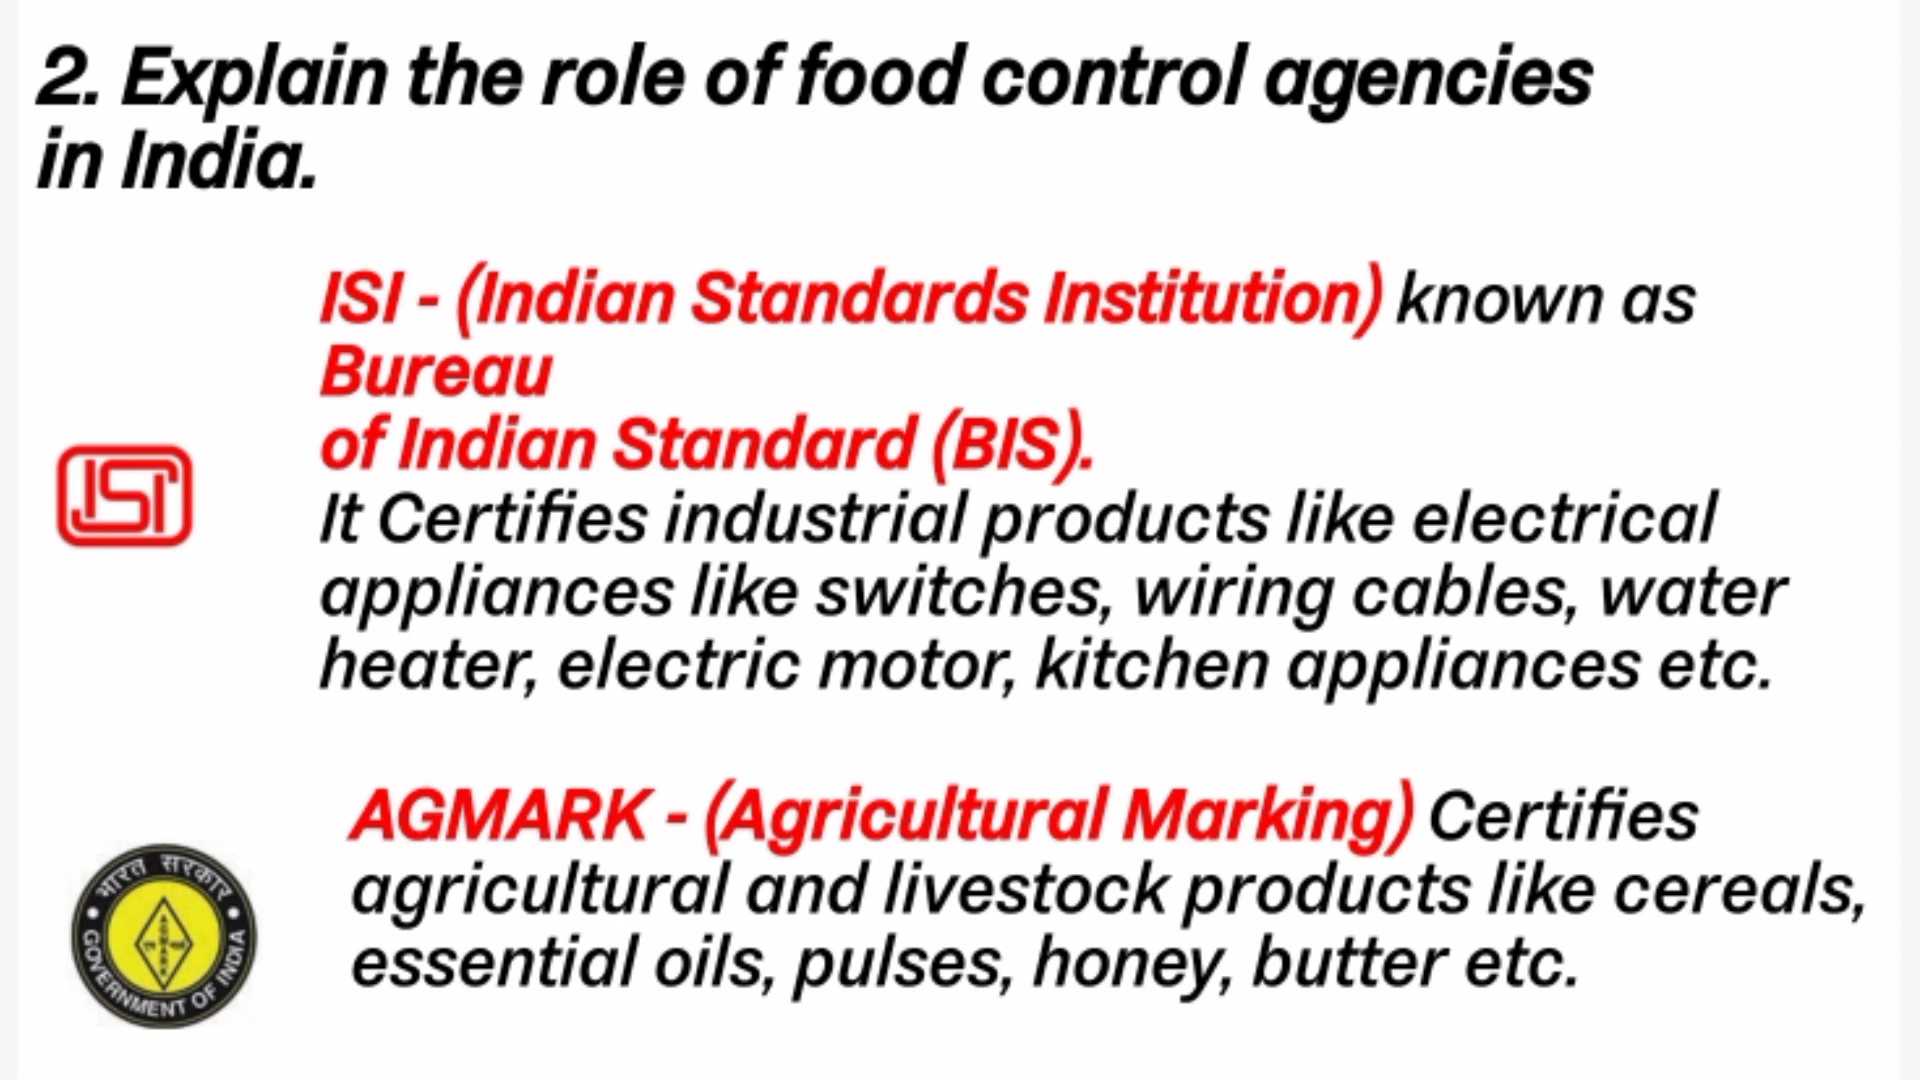 2. Explain the role of food control agencies
in India.
ISI - (Indian Standards Institution) known as
Bureau
of Indian Standard (BIS).
ISI
It Certifies industrial products like electrical
appliances like switches, wiring cables, water
heater, electric motor, kitchen appliances etc.
AGMARK - (Agricultural Marking) Certifies
agricultural and livestock products like cereals,
essential oils, pulses, honey, butter etc.
भारत सरकार
AGMARK
GOVERNMENT OF INDIA